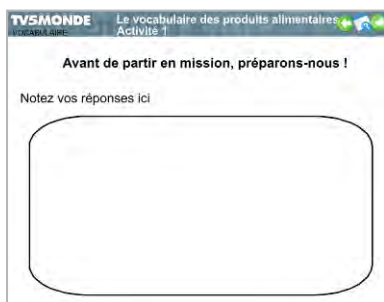 TV5MONDE Le vocabulaire des produits alimentaires
VOCABULAIRE Activité 1
Avant de partir en mission, préparons-nous !
Notez vos réponses ici